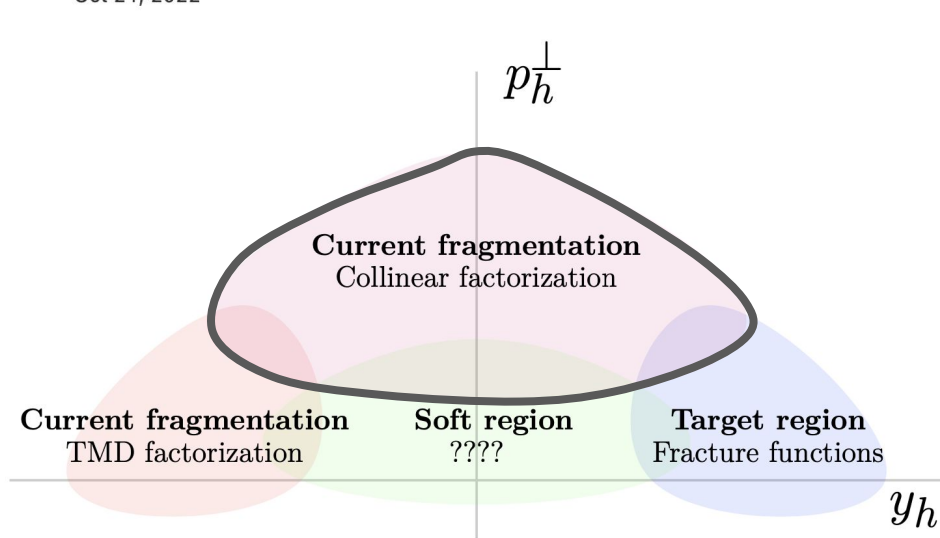 p_h^⊥
Current fragmentation
Collinear factorization
Current fragmentation
TMD factorization
Soft region
????
Target region
Fracture functions
y_h